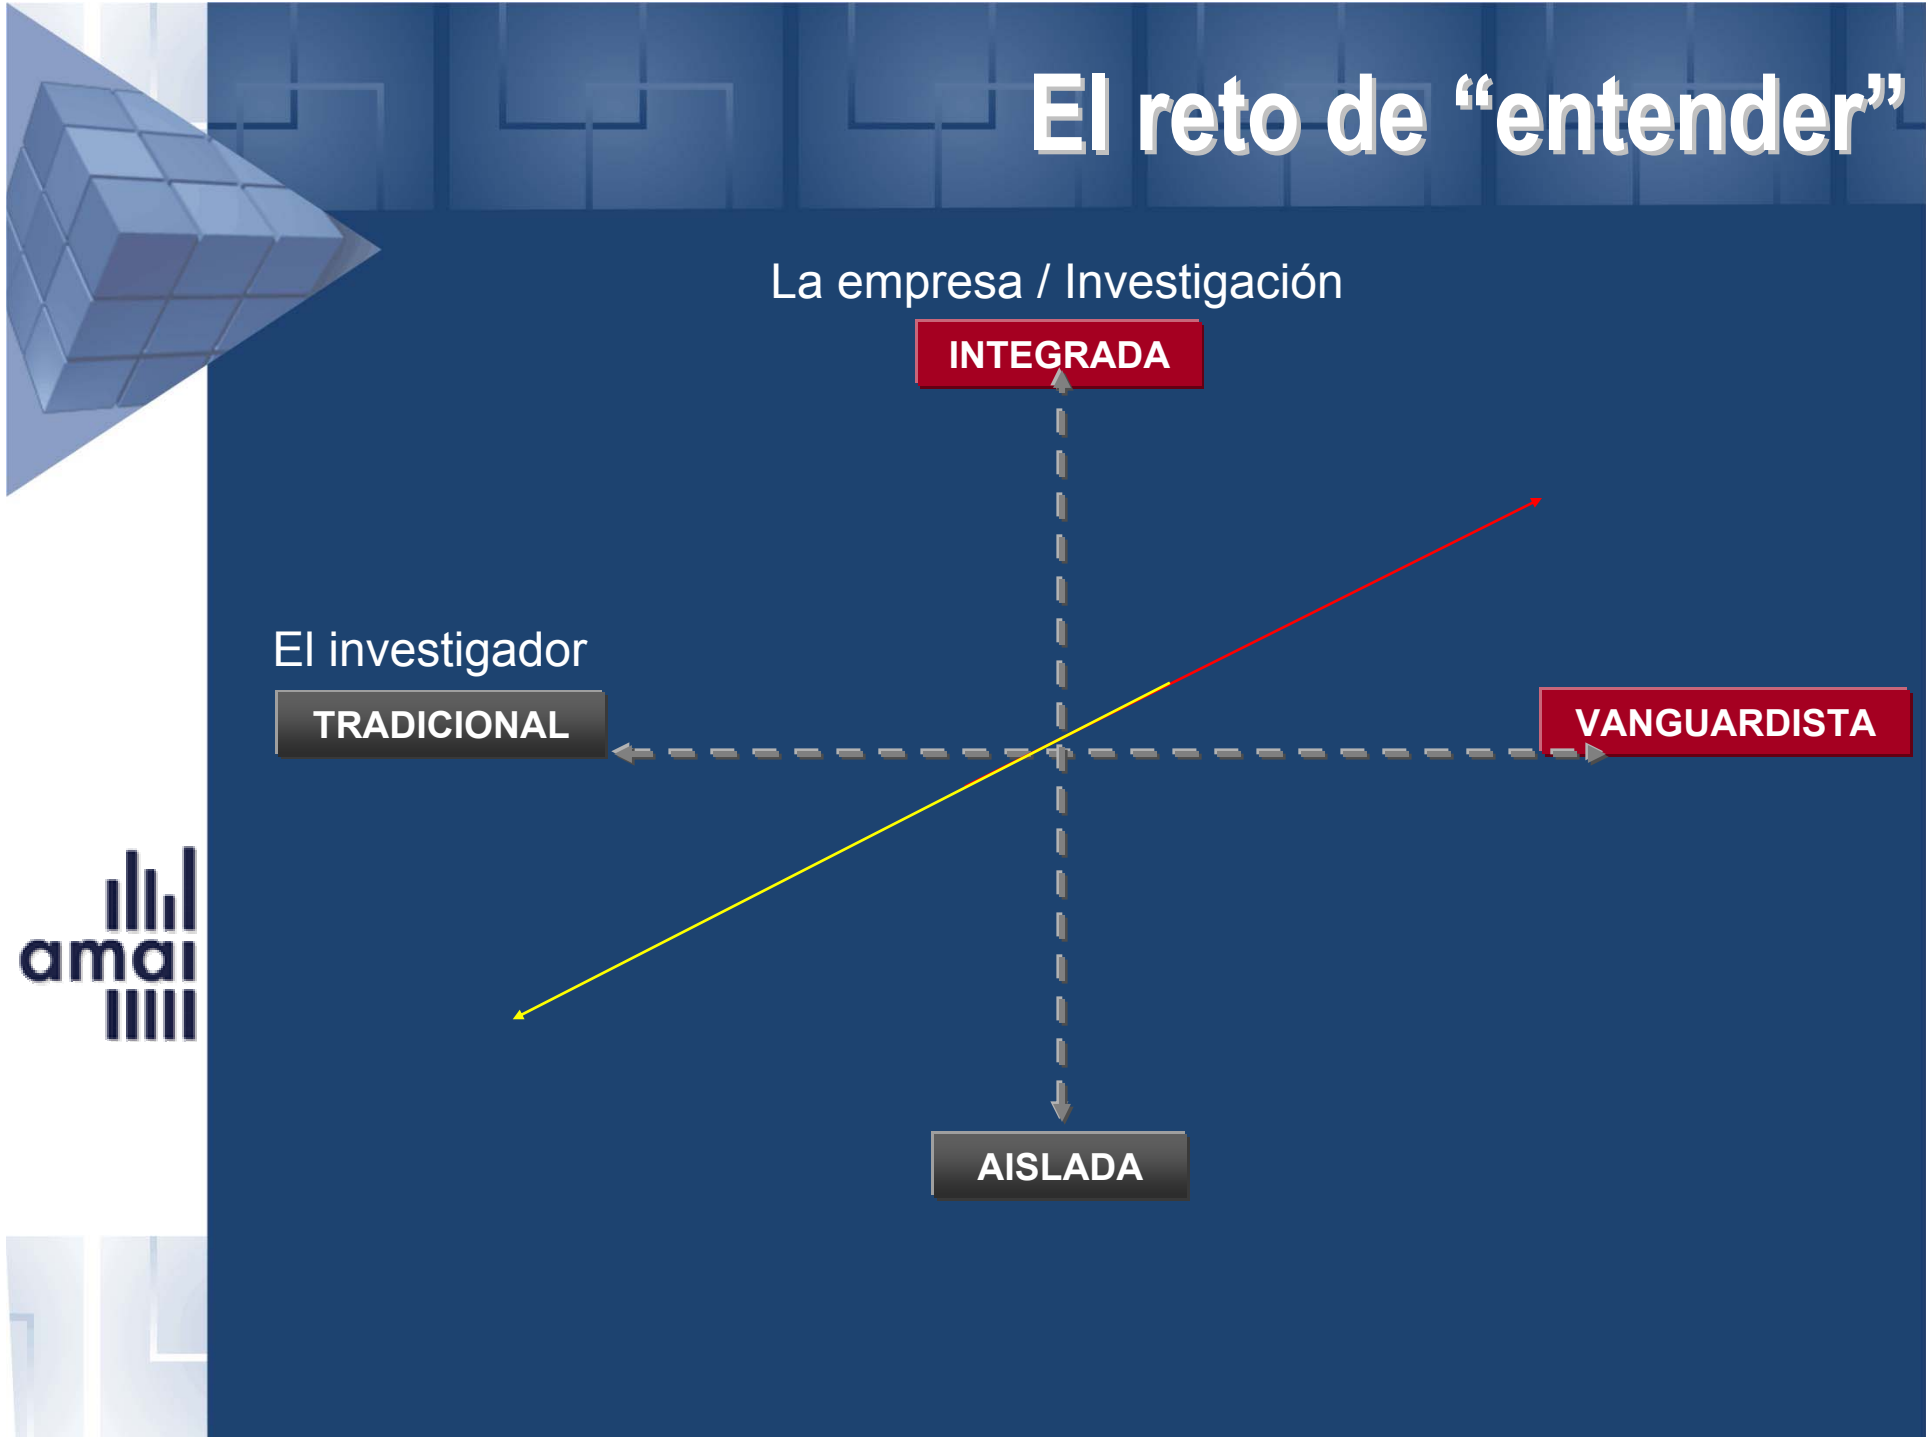 El reto de “entender”
La empresa / Investigación
INTEGRADA
El investigador
TRADICIONAL
VANGUARDISTA
amai
AISLADA